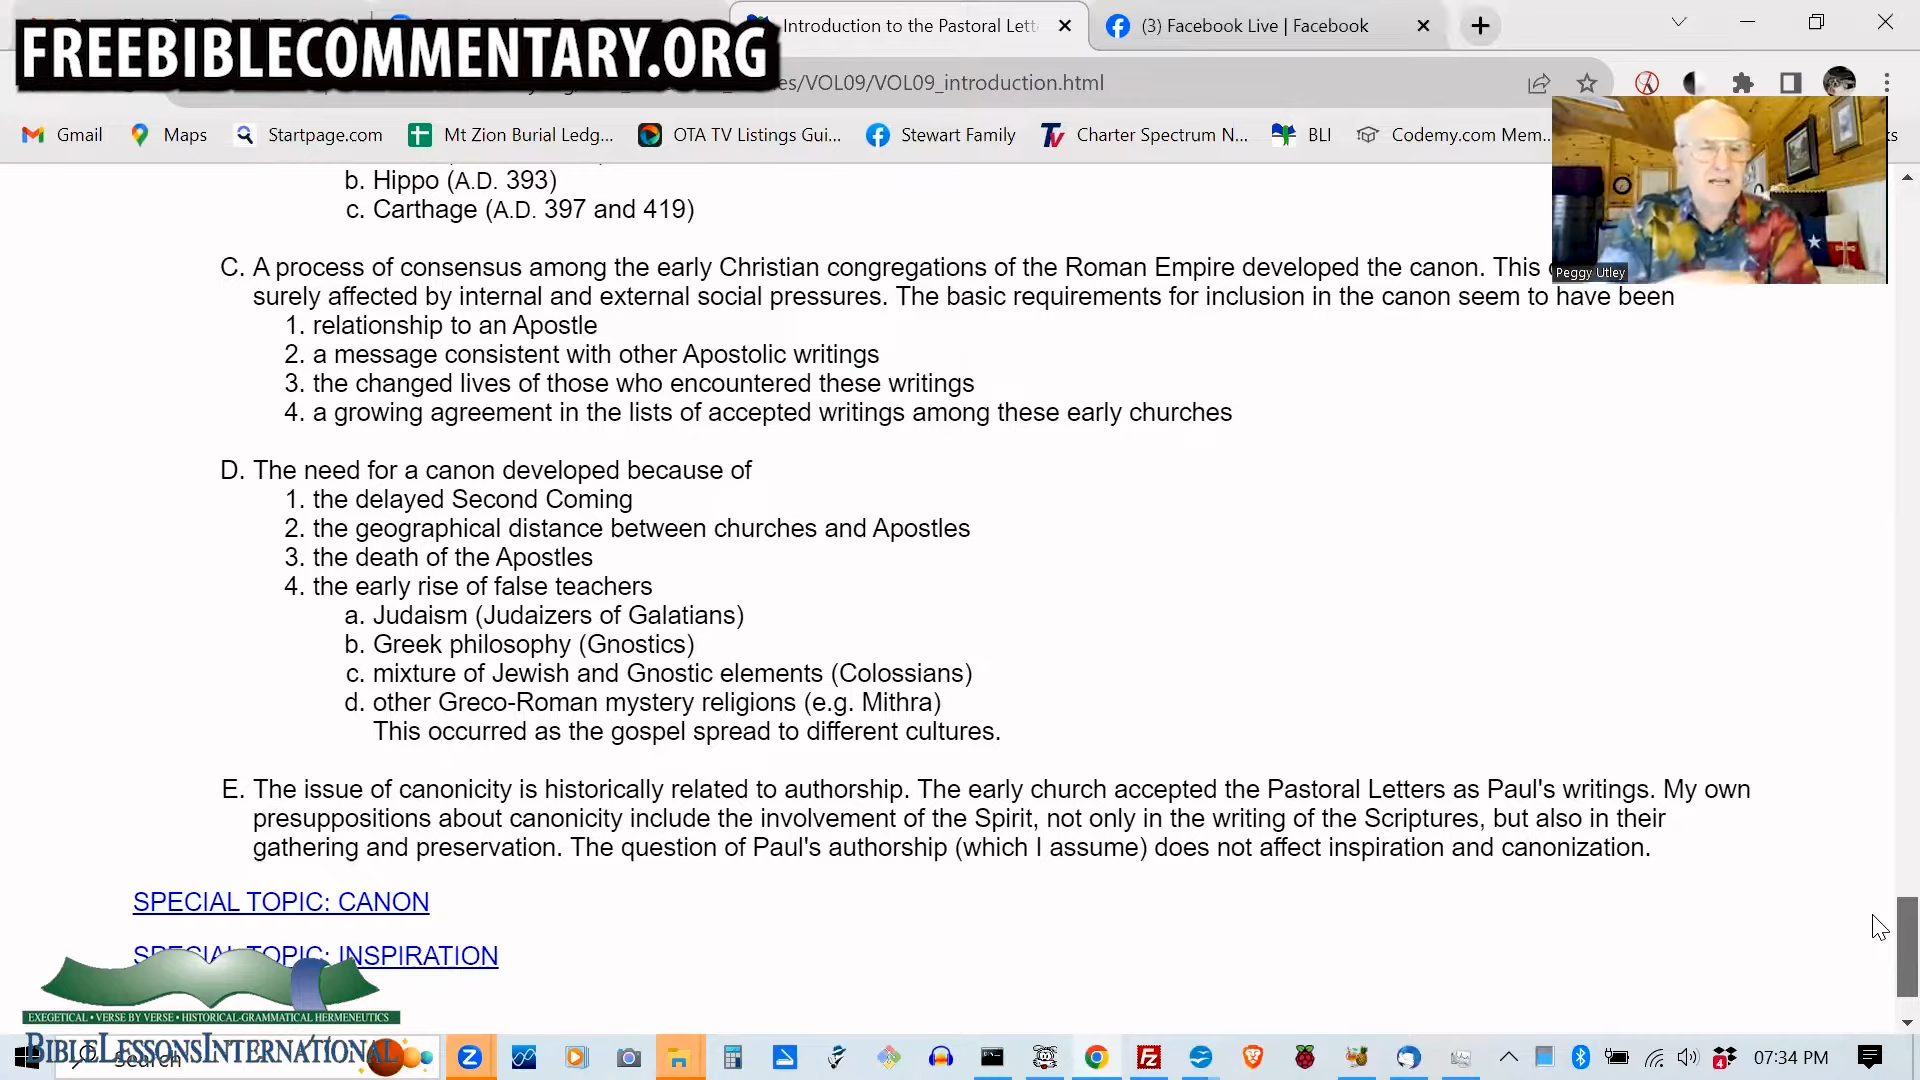 FREEBIBLECOMMENTARY.ORG
Introduction to the Pastoral Lett
(3) Facebook Live | Facebook
es/VOL09/VOL09_introduction.html
Gmail
Maps
Startpage.com
Mt Zion Burial Ledg...
OTA TV Listings Gui...
Stewart Family
Charter Spectrum N...
BLI
Codemy.com Mem...
b. Hippo (A.D. 393)
c. Carthage (A.D. 397 and 419)
C. A process of consensus among the early Christian congregations of the Roman Empire developed the canon. This
surely affected by internal and external social pressures. The basic requirements for inclusion in the canon seem to have been
1. relationship to an Apostle
2. a message consistent with other Apostolic writings
3. the changed lives of those who encountered these writings
4. a growing agreement in the lists of accepted writings among these early churches
Peggy Utley
D. The need for a canon developed because of
1. the delayed Second Coming
2. the geographical distance between churches and Apostles
3. the death of the Apostles
4. the early rise of false teachers
a. Judaism (Judaizers of Galatians)
b. Greek philosophy (Gnostics)
c. mixture of Jewish and Gnostic elements (Colossians)
d. other Greco-Roman mystery religions (e.g. Mithra)
This occurred as the gospel spread to different cultures.
E. The issue of canonicity is historically related to authorship. The early church accepted the Pastoral Letters as Paul's writings. My own
presuppositions about canonicity include the involvement of the Spirit, not only in the writing of the Scriptures, but also in their
gathering and preservation. The question of Paul's authorship (which I assume) does not affect inspiration and canonization.
SPECIAL TOPIC: CANON
SPECIAL TOPIC: INSPIRATION
EXEGETICAL • VERSE BY VERSE • HISTORICAL-GRAMMATICAL HERMENEUTICS
BIBLELESSONSINTERNATIONAL
Search
07:34 PM